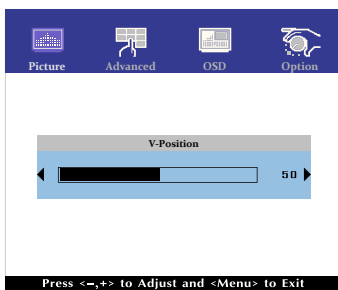 Picture Advanced OSD Option
V-Position
50
Press <–,+> to Adjust and <Menu> to Exit